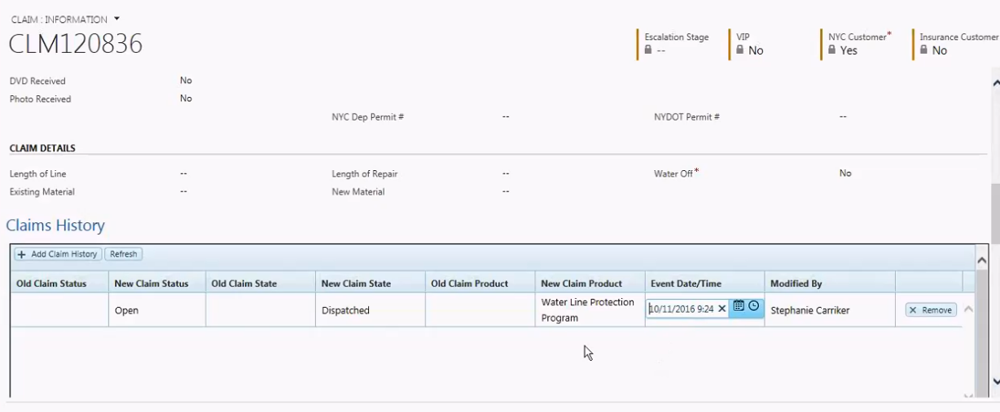 CLAIM : INFORMATION
CLM120836
Escalation Stage
--
VIP
No
NYC Customer*
Yes
Insurance Customer
No
DVD Received No
Photo Received No
NYC Dep Permit # -- NYDOT Permit # --
CLAIM DETAILS
Length of Line -- Length of Repair -- Water Off* No
Existing Material -- New Material --
Claims History
+ Add Claim History Refresh
Old Claim Status New Claim Status Old Claim State New Claim State Old Claim Product New Claim Product Event Date/Time Modified By
Open Dispatched Water Line Protection
Program
10/11/2016 9:24 Stephanie Carriker Remove